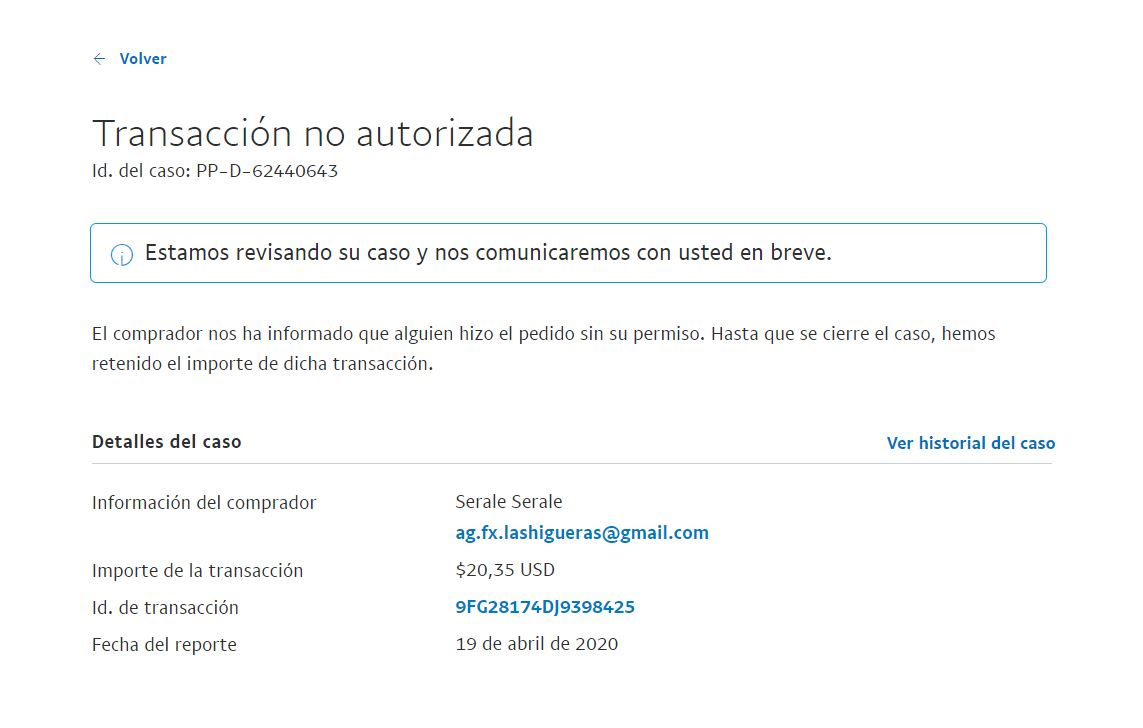 Volver
Transacción no autorizada
Id. del caso: PP-D-62440643
Estamos revisando su caso y nos comunicaremos con usted en breve.
El comprador nos ha informado que alguien hizo el pedido sin su permiso. Hasta que se cierre el caso, hemos
retenido el importe de dicha transacción.
Detalles del caso Ver historial del caso
Información del comprador Serale Serale
ag.fx.lashigueras@gmail.com
Importe de la transacción $20,35 USD
Id. de transacción 9FG28174DJ9398425
Fecha del reporte 19 de abril de 2020